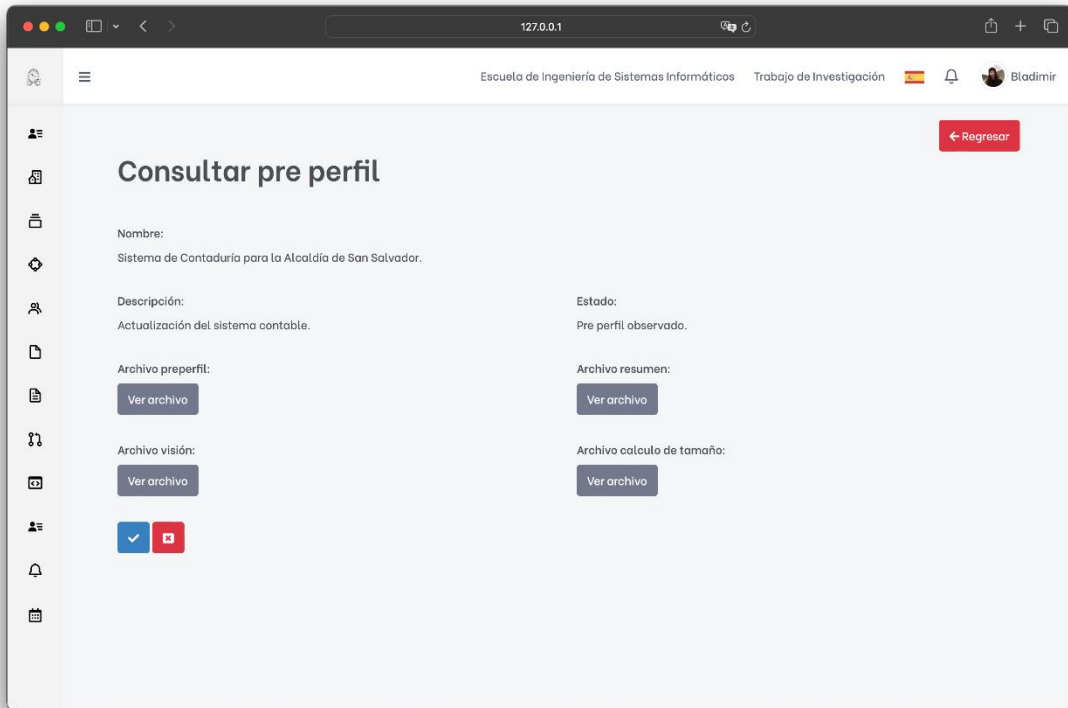 127.0.0.1
Escuela de Ingeniería de Sistemas Informáticos Trabajo de Investigación Bladimir
Regresar
Consultar pre perfil
Nombre:
Sistema de Contaduría para la Alcaldía de San Salvador.
Descripción:
Actualización del sistema contable.
Estado:
Pre perfil observado.
Archivo preperfil:
Ver archivo
Archivo resumen:
Ver archivo
Archivo visión:
Ver archivo
Archivo calculo de tamaño:
Ver archivo